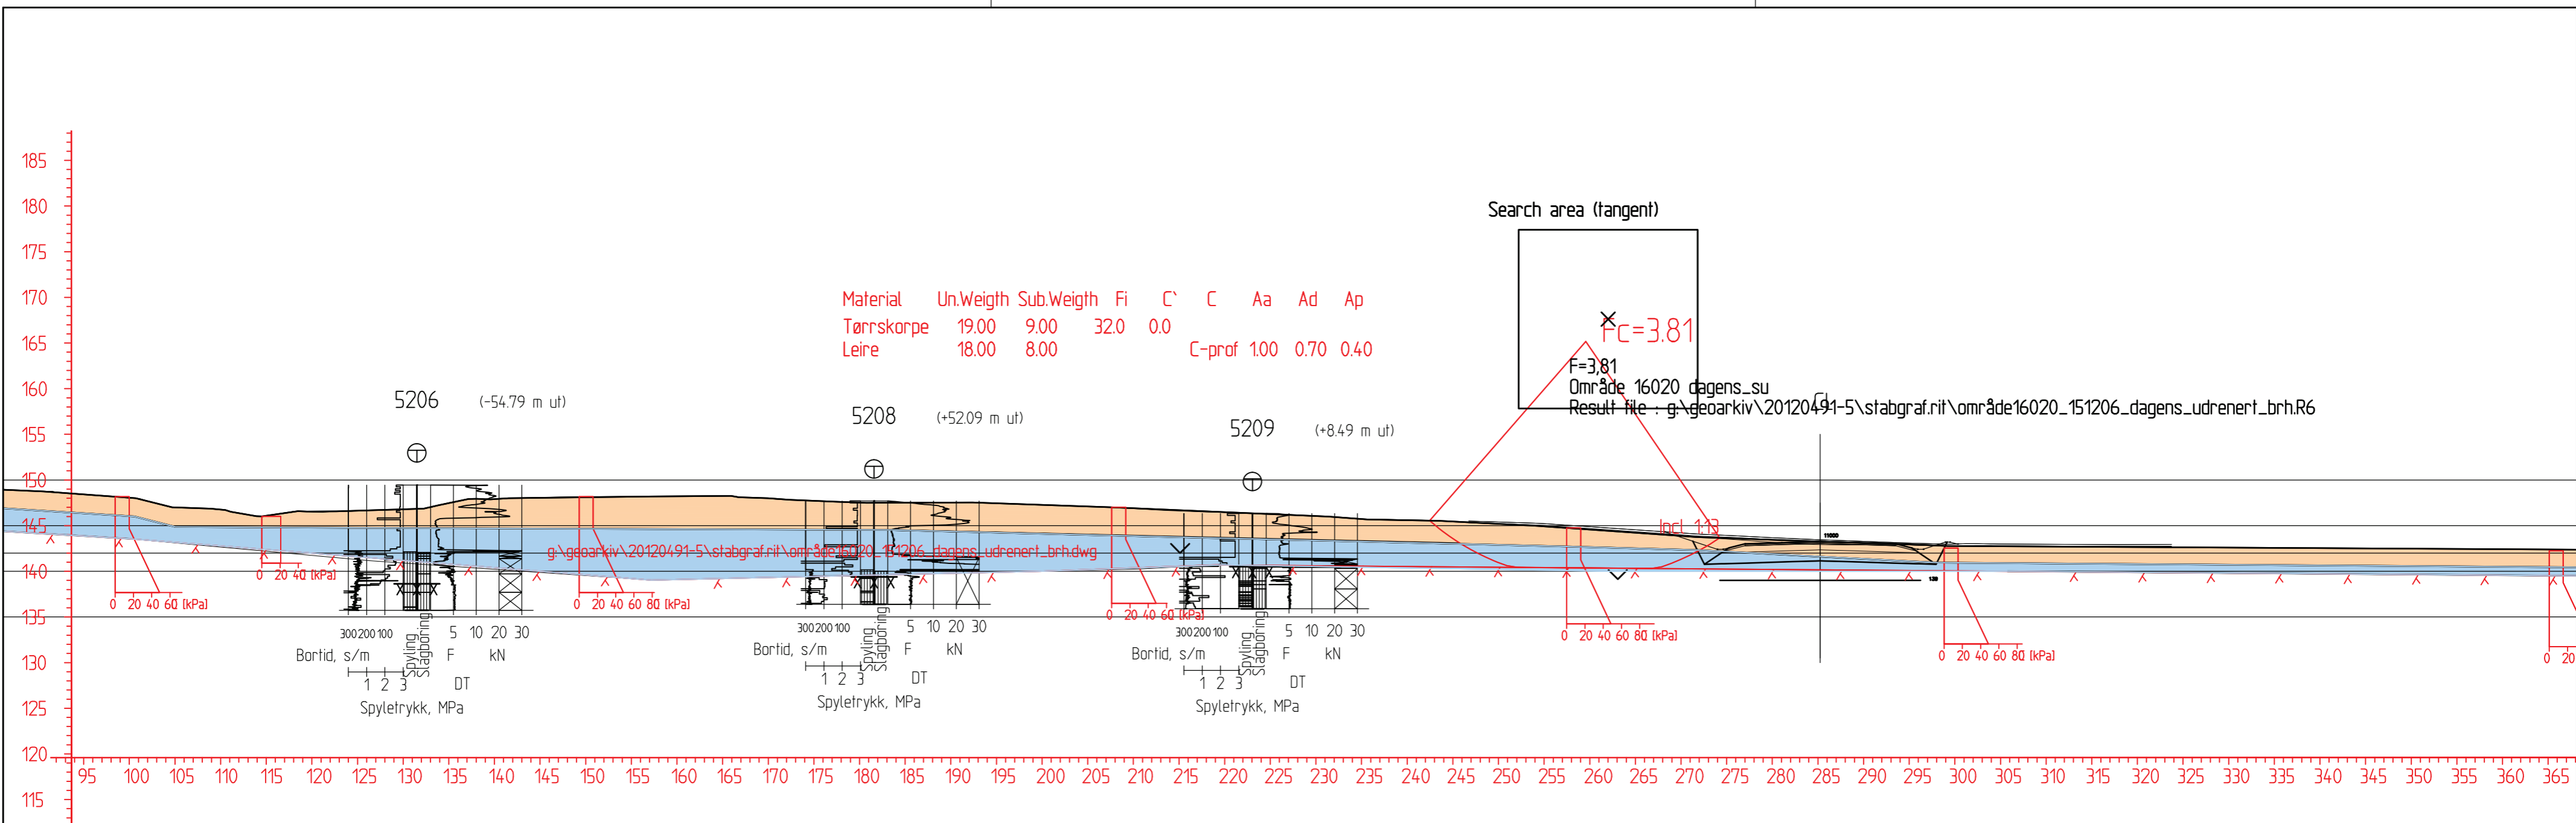 Search area (tangent)
185
180
175
170
165
160
155
150
145
140
135
130
125
120
115
Material Un.Weigth Sub.Weigth Fi C` C Aa Ad Ap
Tørrskorpe 19.00 9.00 32.0 0.0
Leire 18.00 8.00 C-prof 1.00 0.70 0.40
Fc=3.81
F=3,81
Område 16020 dagens_su
Result file : g:\geoarkiv\20120491-5\stabgraf.rit\område16020_151206_dagens_udrenert_brh.R6
CL
5206 (-54.79 m ut)
5208 (+52.09 m ut)
5209 (+8.49 m ut)
Incl. 1:13
11000
139
g:\geoarkiv\20120491-5\stabgraf.rit\område16020_151206_dagens_udrenert_brh.dwg
0 20 40 60 [kPa]
0 20 40 [kPa]
0 20 40 60 80 [kPa]
0 20 40 60 [kPa]
0 20 40 60 80 [kPa]
0 20 40 60 80 [kPa]
0 20
300 200 100 Spyling Slagboring 5 10 20 30
Bortid, s/m F kN
1 2 3 DT
Spyletrykk, MPa
300 200 100 Spyling Slagboring 5 10 20 30
Bortid, s/m F kN
1 2 3 DT
Spyletrykk, MPa
300 200 100 Spyling Slagboring 5 10 20 30
Bortid, s/m F kN
1 2 3 DT
Spyletrykk, MPa
95 100 105 110 115 120 125 130 135 140 145 150 155 160 165 170 175 180 185 190 195 200 205 210 215 220 225 230 235 240 245 250 255 260 265 270 275 280 285 290 295 300 305 310 315 320 325 330 335 340 345 350 355 360 365